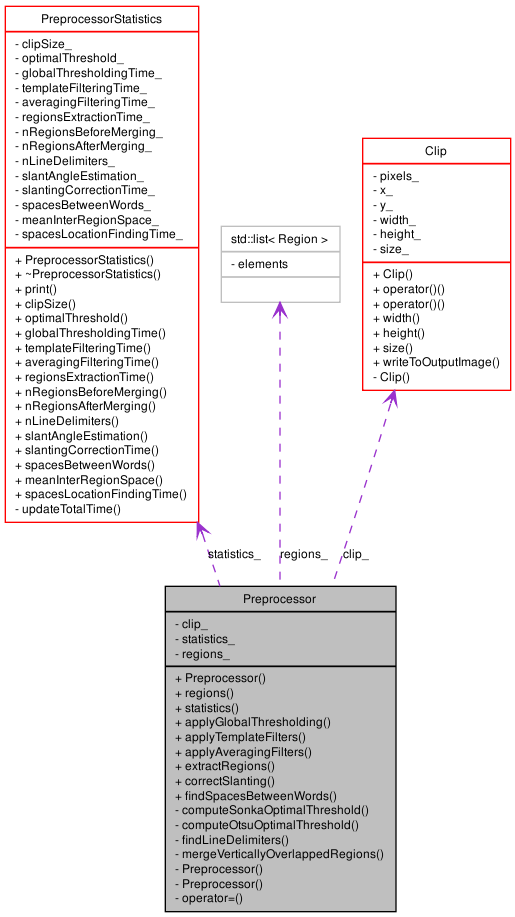 PreprocessorStatistics
- clipSize_
- optimalThreshold_
- globalThresholdingTime_
- templateFilteringTime_
- averagingFilteringTime_
- regionsExtractionTime_
- nRegionsBeforeMerging_
- nRegionsAfterMerging_
- nLineDelimiters_
- slantAngleEstimation_
- slantingCorrectionTime_
- spacesBetweenWords_
- meanInterRegionSpace_
- spacesLocationFindingTime_
+ PreprocessorStatistics()
+ ~PreprocessorStatistics()
+ print()
+ clipSize()
+ optimalThreshold()
+ globalThresholdingTime()
+ templateFilteringTime()
+ averagingFilteringTime()
+ regionsExtractionTime()
+ nRegionsBeforeMerging()
+ nRegionsAfterMerging()
+ nLineDelimiters()
+ slantAngleEstimation()
+ slantingCorrectionTime()
+ spacesBetweenWords()
+ meanInterRegionSpace()
+ spacesLocationFindingTime()
- updateTotalTime()
std::list< Region >
- elements
Clip
- pixels_
- x_
- y_
- width_
- height_
- size_
+ Clip()
+ operator()()
+ operator()()
+ width()
+ height()
+ size()
+ writeToOutputImage()
- Clip()
statistics_
regions_
clip_
Preprocessor
- clip_
- statistics_
- regions_
+ Preprocessor()
+ regions()
+ statistics()
+ applyGlobalThresholding()
+ applyTemplateFilters()
+ applyAveragingFilters()
+ extractRegions()
+ correctSlanting()
+ findSpacesBetweenWords()
- computeSonkaOptimalThreshold()
- computeOtsuOptimalThreshold()
- findLineDelimiters()
- mergeVerticallyOverlappedRegions()
- Preprocessor()
- Preprocessor()
- operator=()